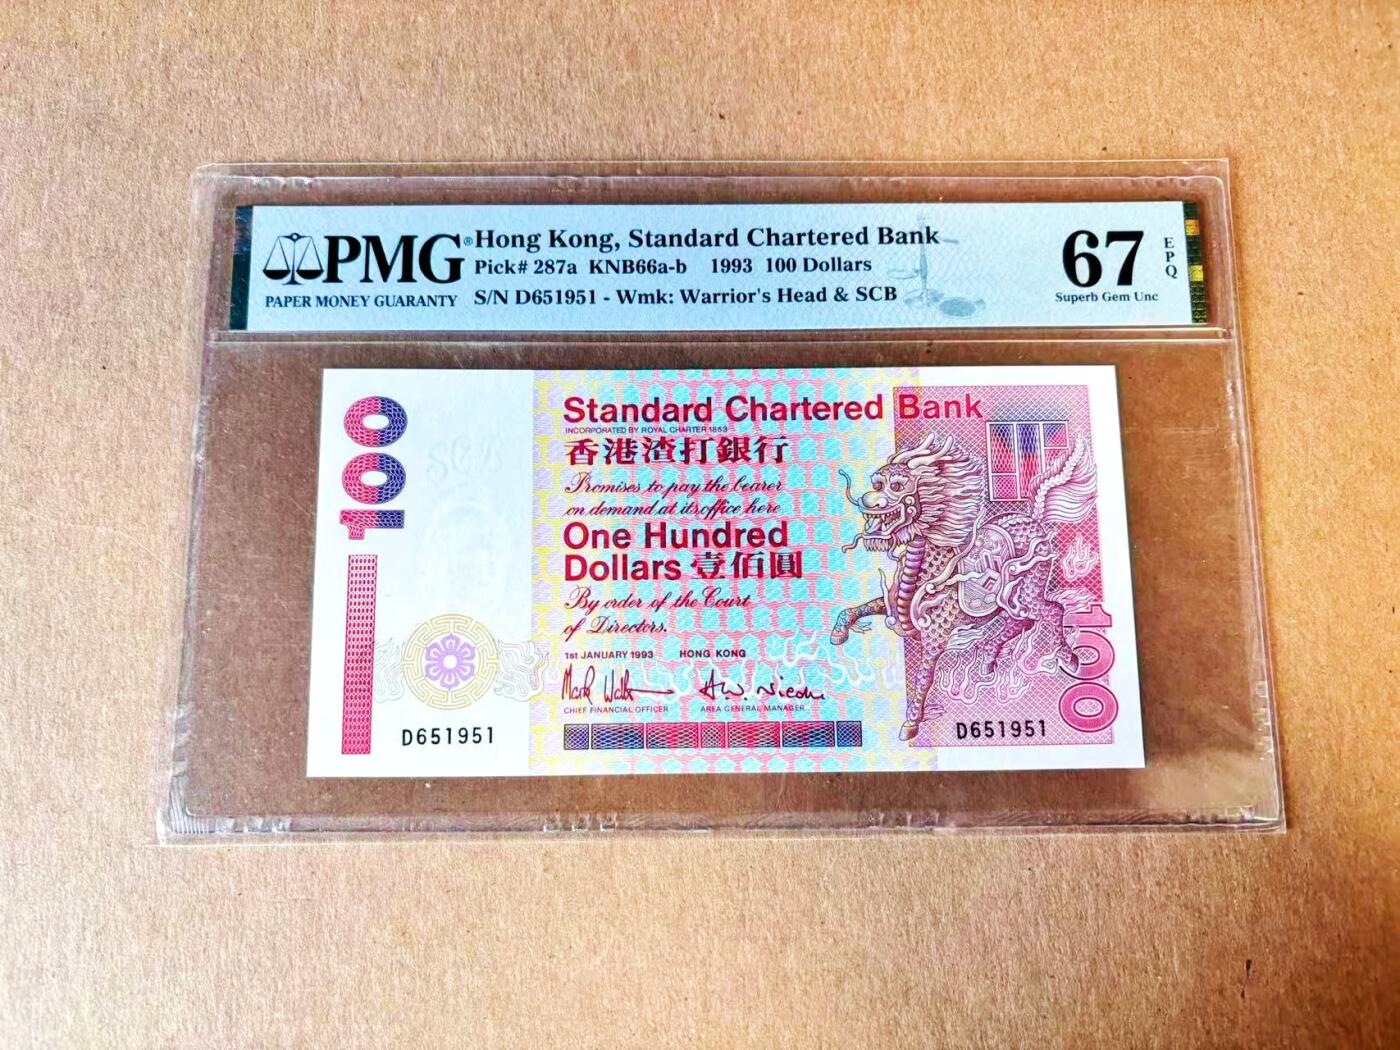 PMG®
PAPER MONEY GUARANTY
Hong Kong, Standard Chartered Bank
Pick# 287a KNB66a-b 1993 100 Dollars
S/N D651951 - Wmk: Warrior's Head & SCB
67
EPQ
Superb Gem Unc
100
Standard Chartered Bank
INCORPORATED BY ROYAL CHARTER 1853
香港渣打銀行
Promises to pay the bearer
on demand at its office here
One Hundred
Dollars 壹佰圓
By order of the Court
of Directors.
1st JANUARY 1993 HONG KONG
CHIEF FINANCIAL OFFICER AREA GENERAL MANAGER
D651951
D651951
100
SCB